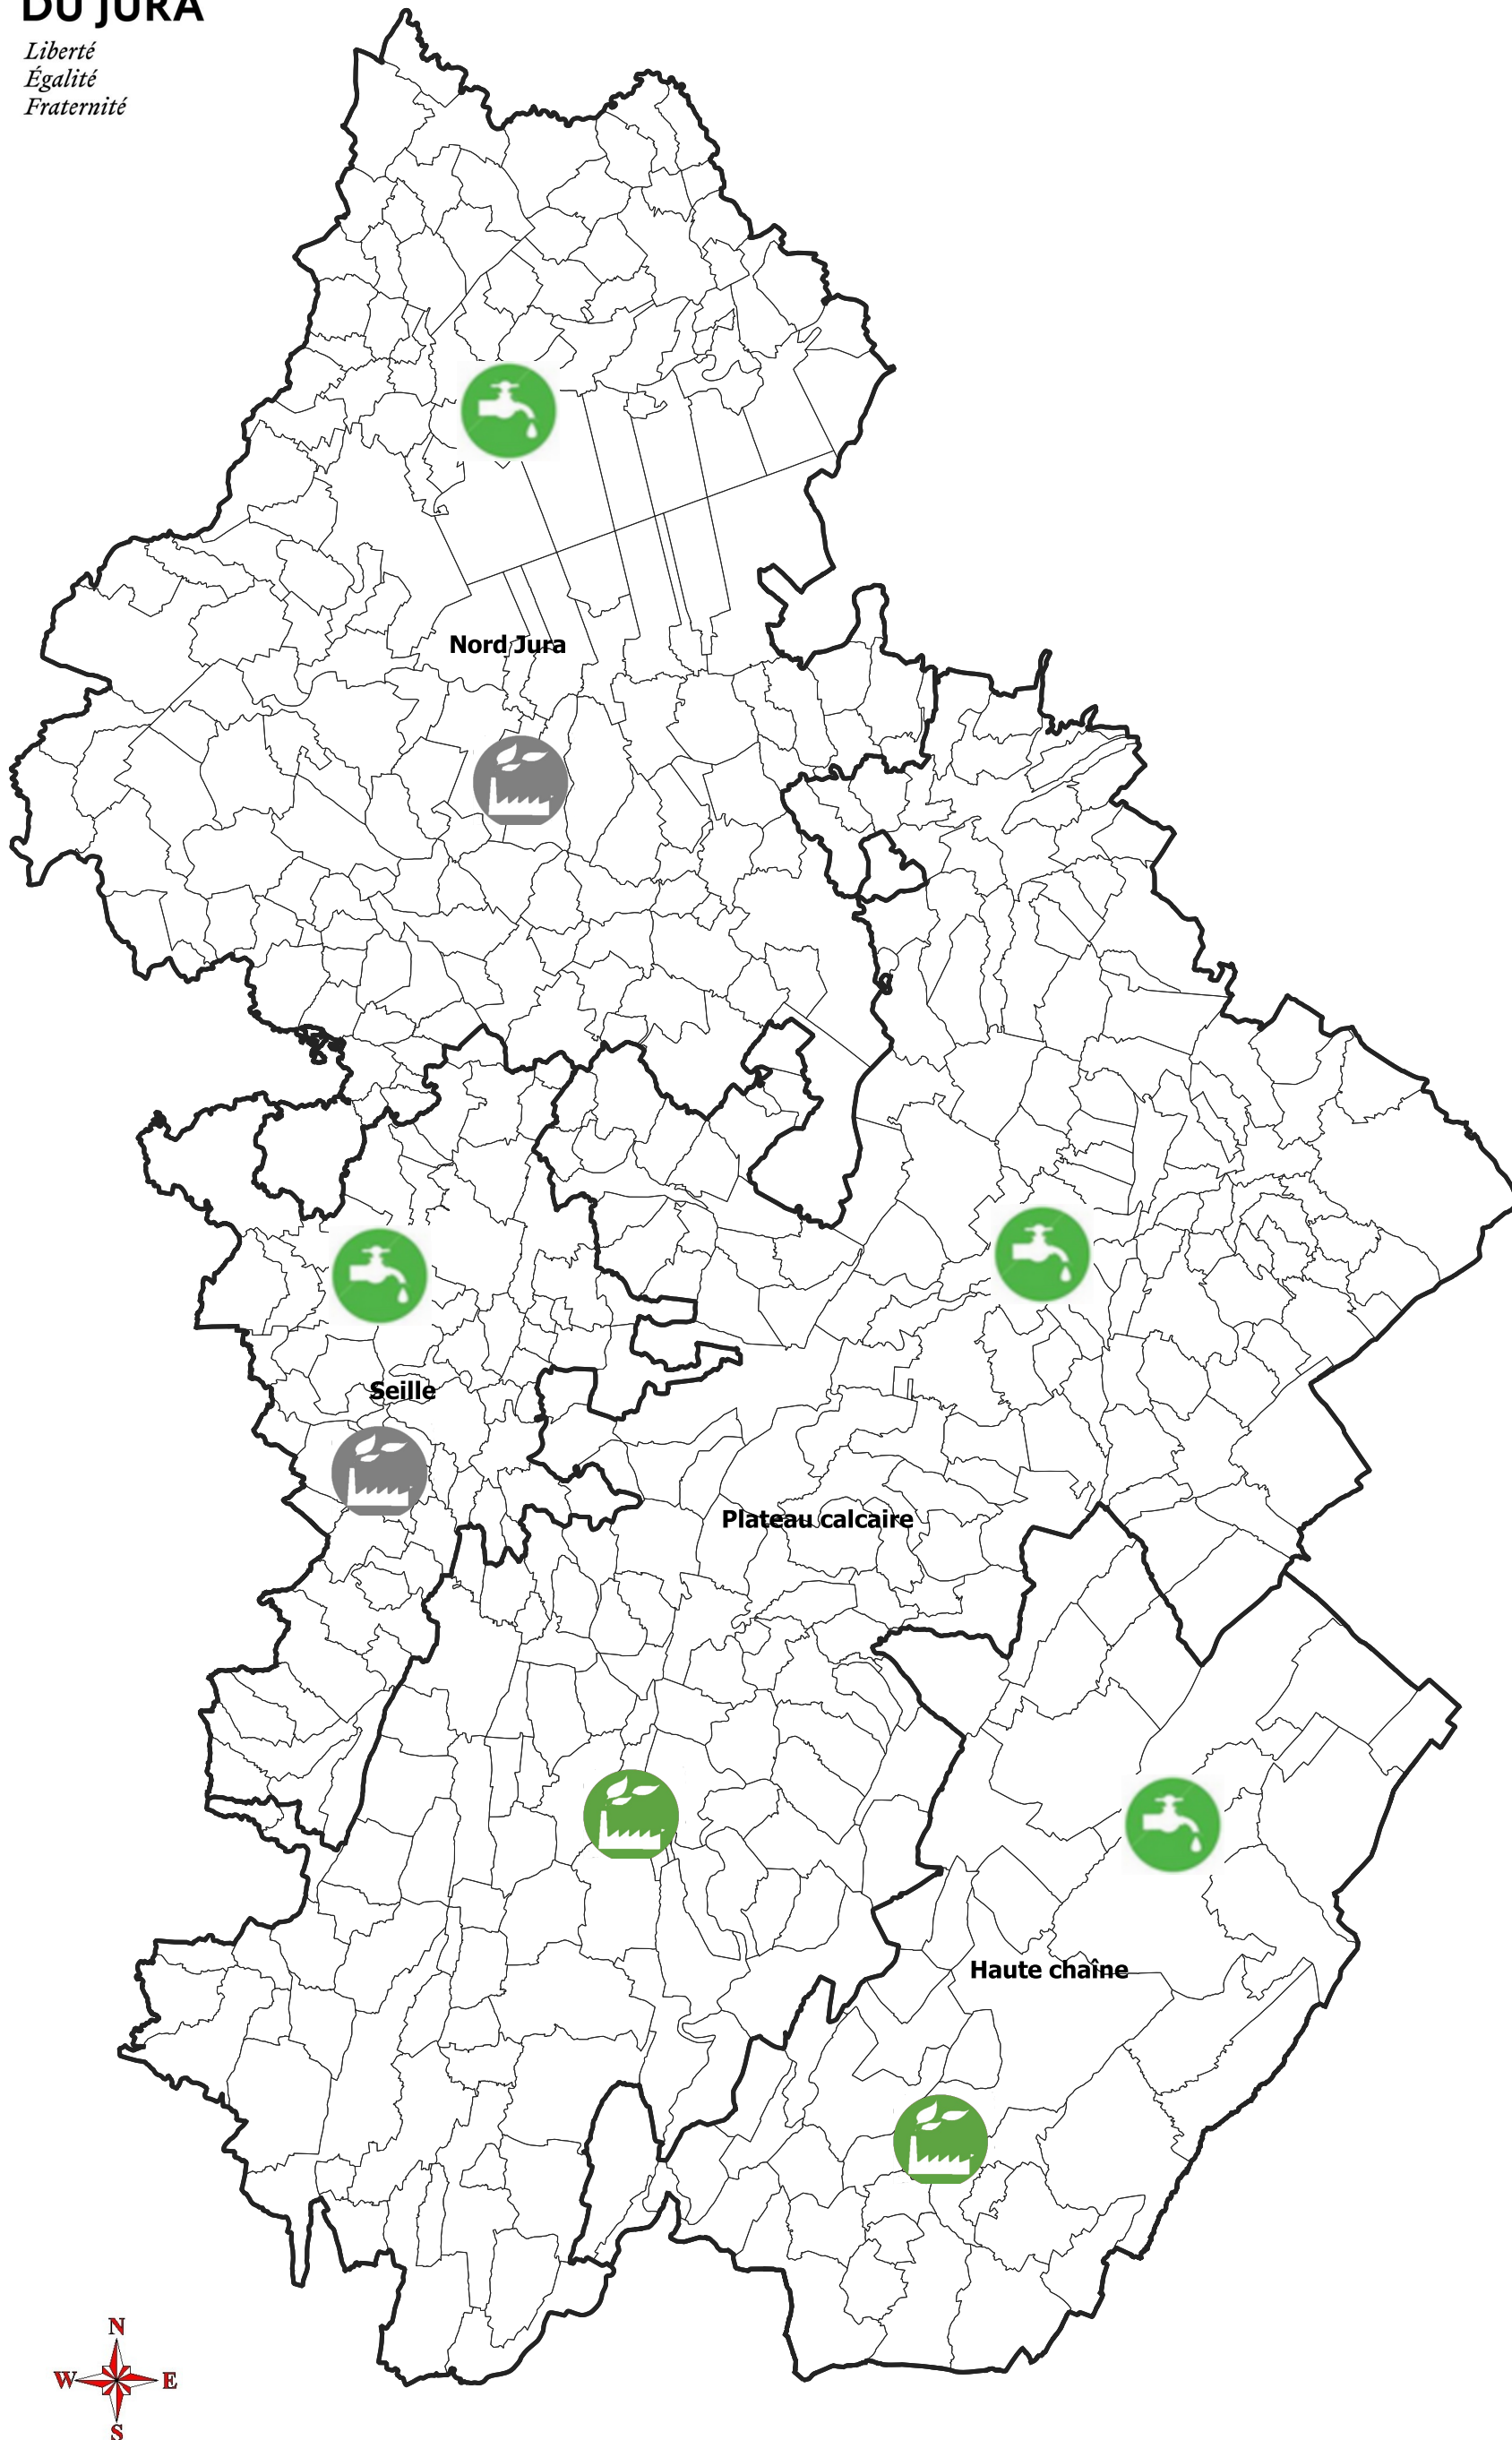 DU JURA
Liberté
Égalité
Fraternité
Nord Jura
Seille
Plateau calcaire
Haute chaîne
N
W E
S